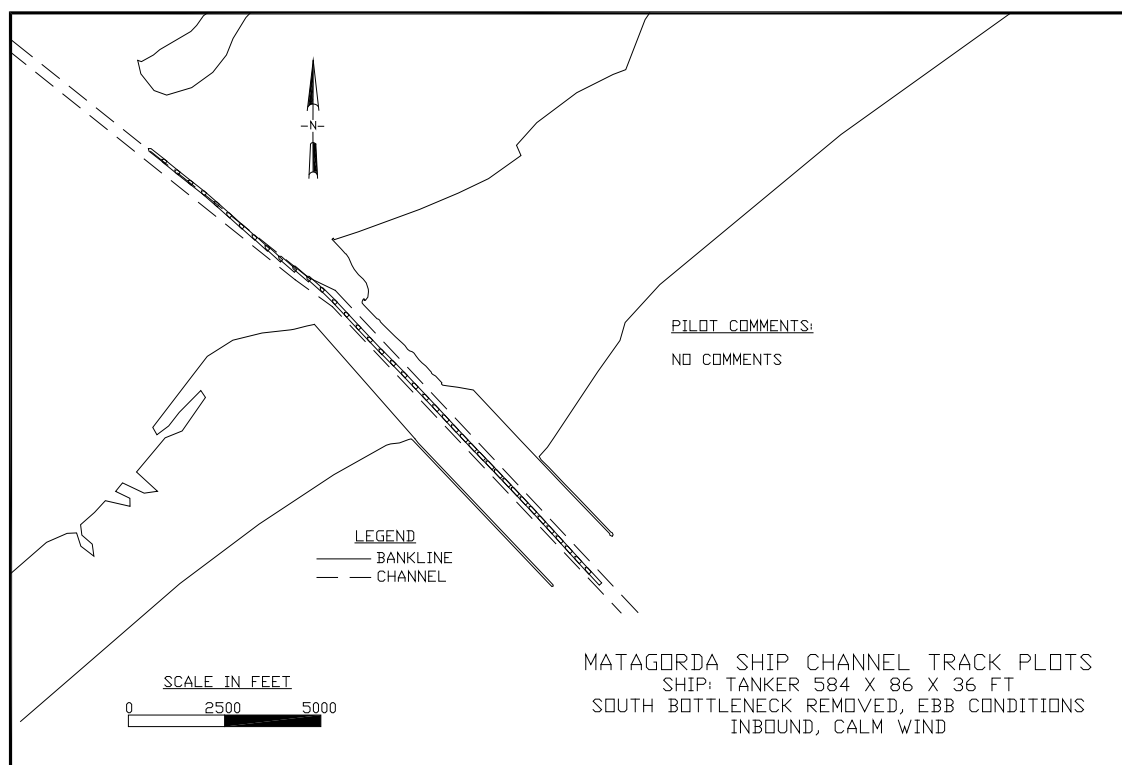 -N-
PILOT COMMENTS:
NO COMMENTS
LEGEND
BANKLINE
CHANNEL
SCALE IN FEET
0 2500 5000
MATAGORDA SHIP CHANNEL TRACK PLOTS
SHIP: TANKER 584 X 86 X 36 FT
SOUTH BOTTLENECK REMOVED, EBB CONDITIONS
INBOUND, CALM WIND